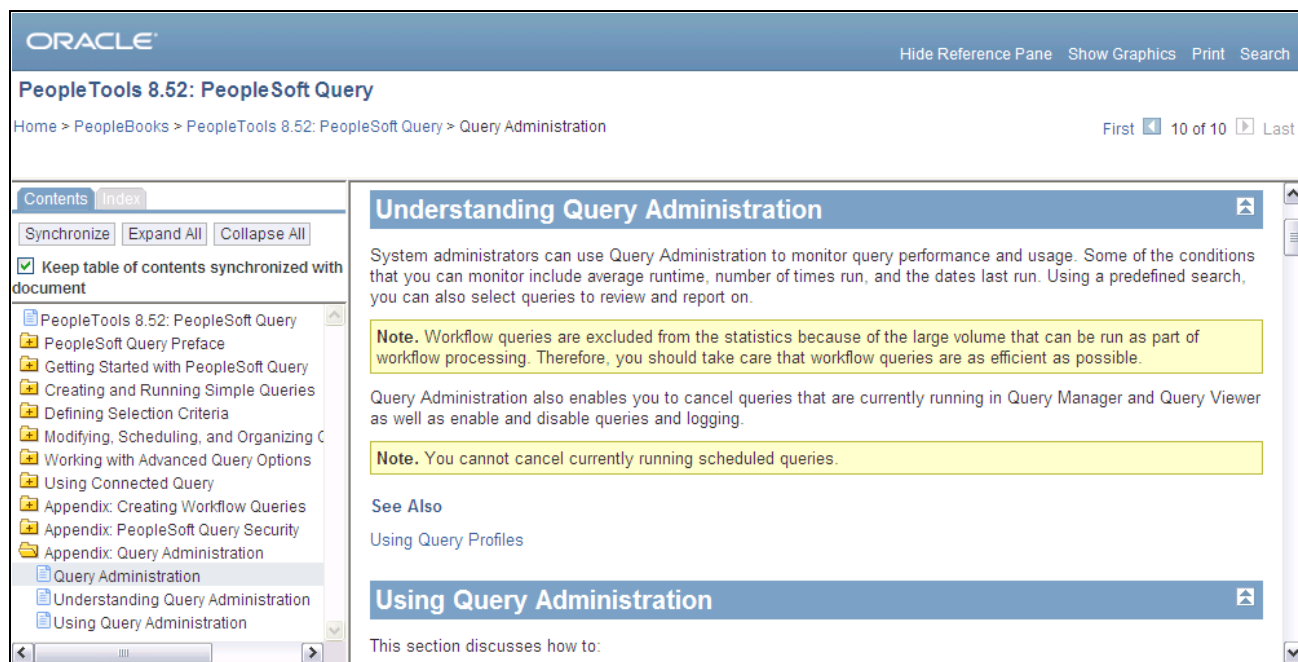 ORACLE
Hide Reference Pane Show Graphics Print Search
PeopleTools 8.52: PeopleSoft Query
Home > PeopleBooks > PeopleTools 8.52: PeopleSoft Query > Query Administration
First 10 of 10 Last
Contents Index
Synchronize Expand All Collapse All
Keep table of contents synchronized with
document
PeopleTools 8.52: PeopleSoft Query
PeopleSoft Query Preface
Getting Started with PeopleSoft Query
Creating and Running Simple Queries
Defining Selection Criteria
Modifying, Scheduling, and Organizing
Working with Advanced Query Options
Using Connected Query
Appendix: Creating Workflow Queries
Appendix: PeopleSoft Query Security
Appendix: Query Administration
Query Administration
Understanding Query Administration
Using Query Administration
Understanding Query Administration
System administrators can use Query Administration to monitor query performance and usage. Some of the conditions
that you can monitor include average runtime, number of times run, and the dates last run. Using a predefined search,
you can also select queries to review and report on.
Note. Workflow queries are excluded from the statistics because of the large volume that can be run as part of
workflow processing. Therefore, you should take care that workflow queries are as efficient as possible.
Query Administration also enables you to cancel queries that are currently running in Query Manager and Query Viewer
as well as enable and disable queries and logging.
Note. You cannot cancel currently running scheduled queries.
See Also
Using Query Profiles
Using Query Administration
This section discusses how to: